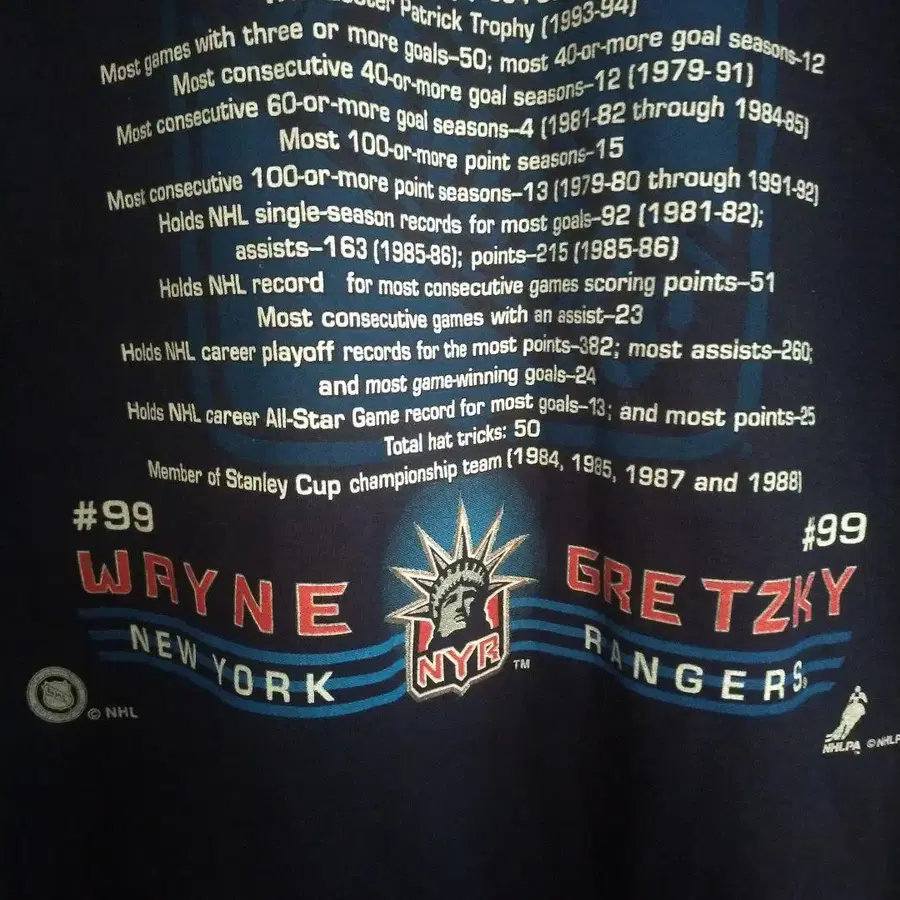 Patrick Trophy (1993-94)
Most games with three or more goals–50; most 40-or-more goal seasons–12
Most consecutive 40-or-more goal seasons–12 (1979-91)
Most consecutive 60-or-more goal seasons–4 (1981-82 through 1984-85)
Most 100-or-more point seasons–15
Most consecutive 100-or-more point seasons–13 (1979-80 through 1991-92)
Holds NHL single-season records for most goals–92 (1981-82);
assists–163 (1985-86); points–215 (1985-86)
Holds NHL record for most consecutive games scoring points–51
Most consecutive games with an assist–23
Holds NHL career playoff records for the most points–382; most assists–260;
and most game-winning goals–24
Holds NHL career All-Star Game record for most goals–13; and most points–25
Total hat tricks: 50
Member of Stanley Cup championship team (1984, 1985, 1987 and 1988)
#99 #99
WAYNE GRETZKY
NEW YORK RANGERS
NYR TM
© NHL
NHLPA © NHLP